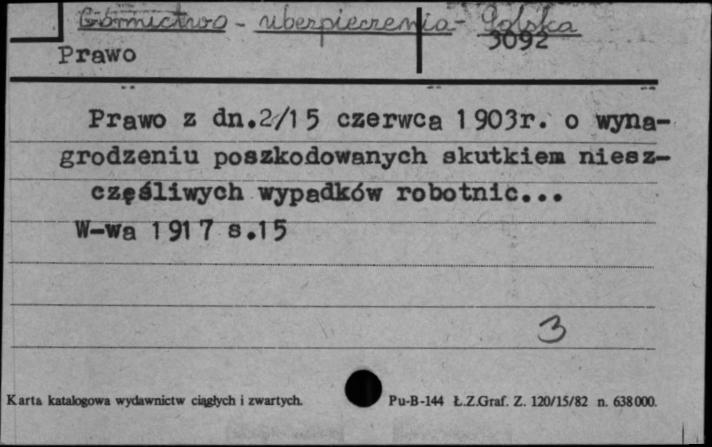 Górnictwo - ubezpieczenia - Polska
3092
Prawo
Prawo z dn.2/15 czerwca 1903r. o wyna-
grodzeniu poszkodowanych skutkiem niesz-
częśliwych wypadków robotnic...
W-wa 1917 s.15
3
Karta katalogowa wydawnictw ciągłych i zwartych.
Pu-B-144 Ł.Z.Graf. Z. 120/15/82 n. 638000.